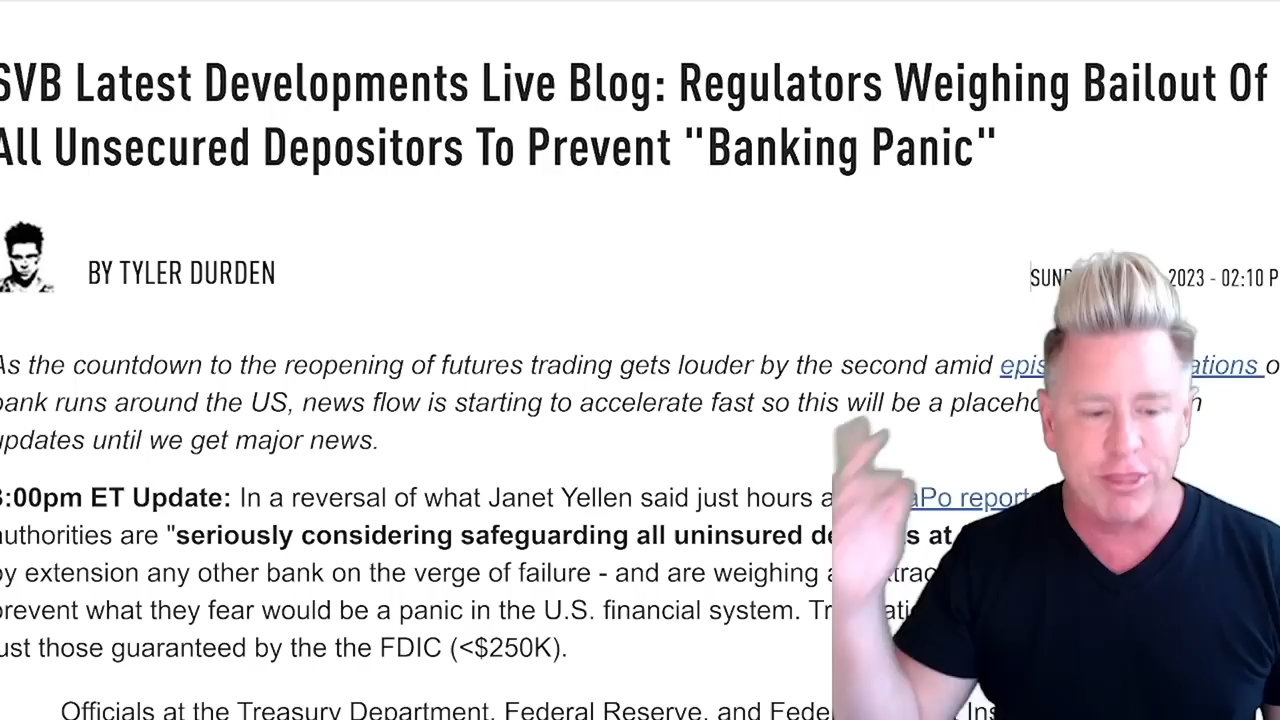 SVB Latest Developments Live Blog: Regulators Weighing Bailout Of
All Unsecured Depositors To Prevent "Banking Panic"
BY TYLER DURDEN
2023 - 02:10 P
As the countdown to the reopening of futures trading gets louder by the second amid
bank runs around the US, news flow is starting to accelerate fast so this will be a
updates until we get major news.
3:00pm ET Update: In a reversal of what Janet Yellen said just hours
authorities are "seriously considering safeguarding all uninsured at
by extension any other bank on the verge of failure - and are weighing
prevent what they fear would be a panic in the U.S. financial system.
just those guaranteed by the the FDIC (<$250K).
Officials at the Treasury Department, Federal Reserve, and